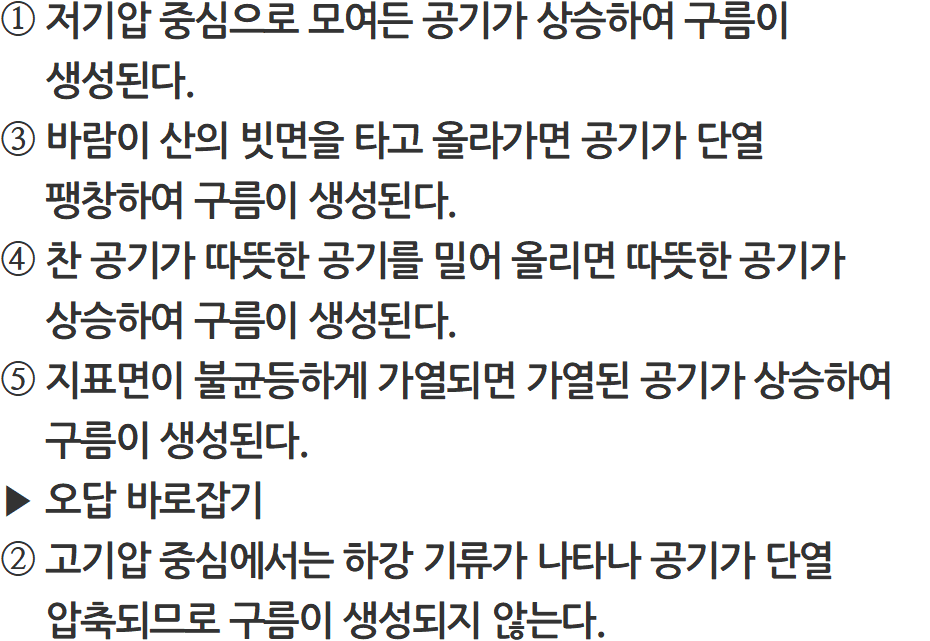 ① 저기압 중심으로 모여든 공기가 상승하여 구름이
생성된다.
③ 바람이 산의 빗면을 타고 올라가면 공기가 단열
팽창하여 구름이 생성된다.
④ 찬 공기가 따뜻한 공기를 밀어 올리면 따뜻한 공기가
상승하여 구름이 생성된다.
⑤ 지표면이 불균등하게 가열되면 가열된 공기가 상승하여
구름이 생성된다.
▶ 오답 바로잡기
② 고기압 중심에서는 하강 기류가 나타나 공기가 단열
압축되므로 구름이 생성되지 않는다.